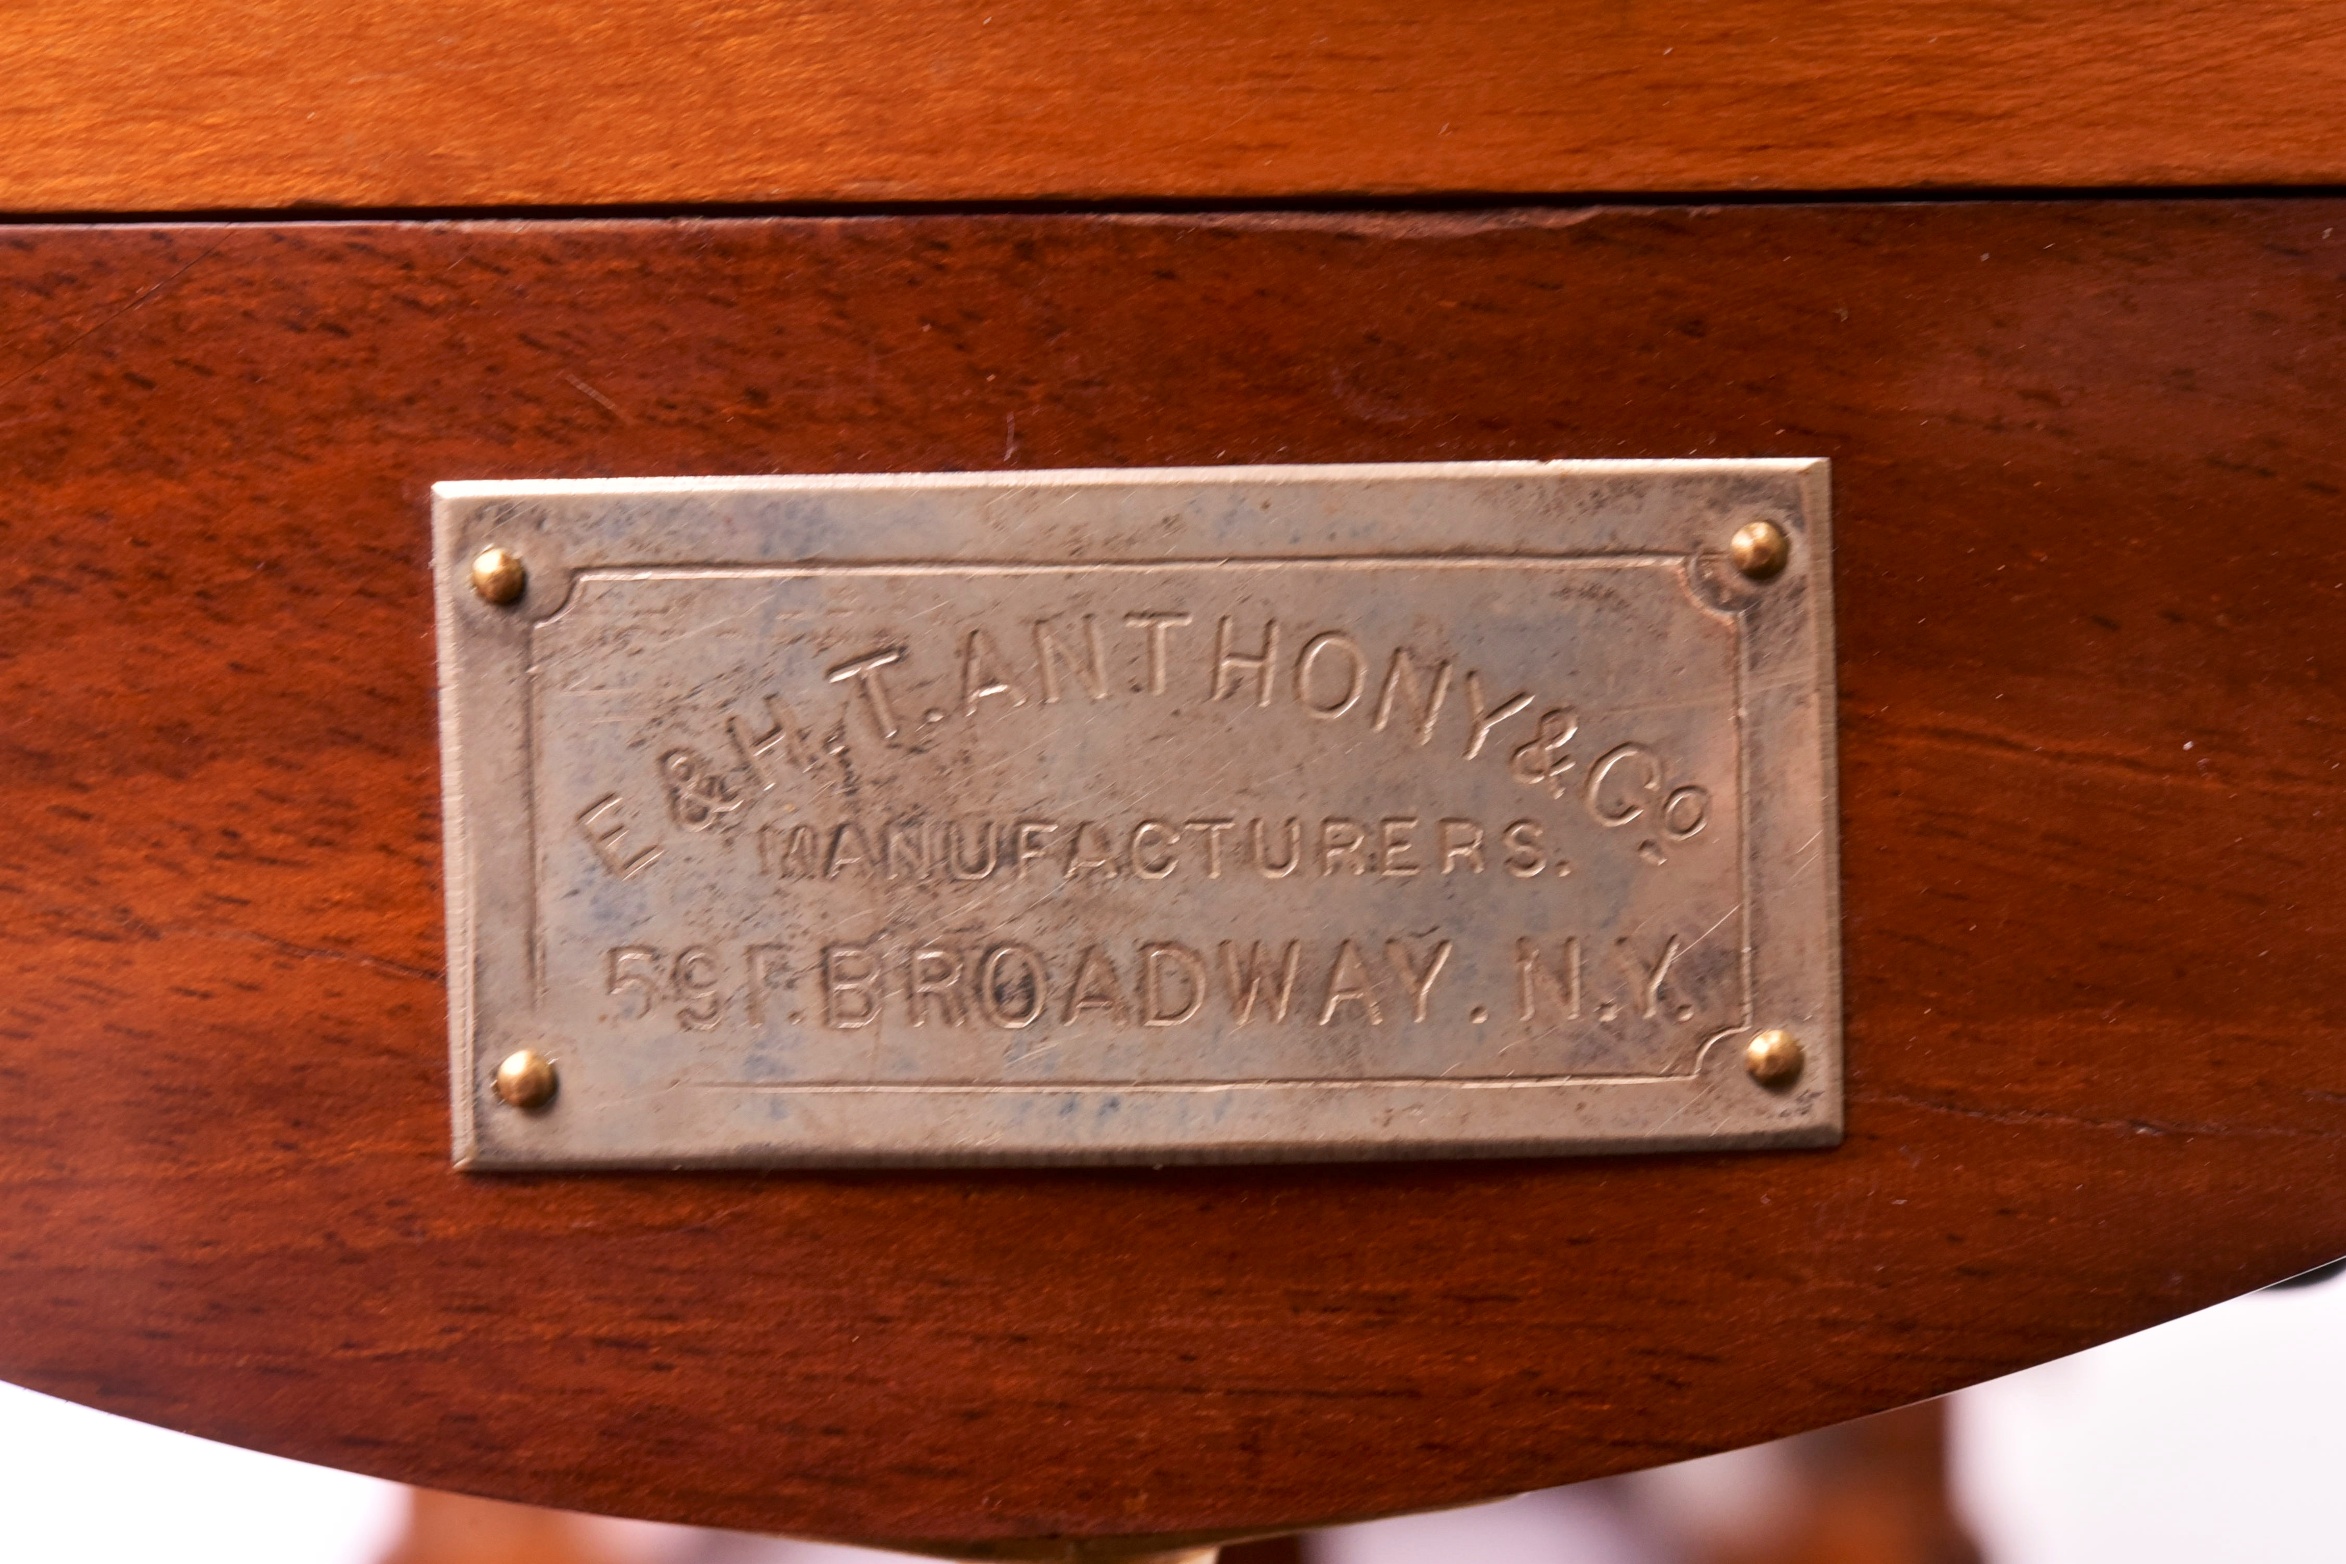 E & H.T. ANTHONY & Co.
MANUFACTURERS.
591. BROADWAY. N.Y.